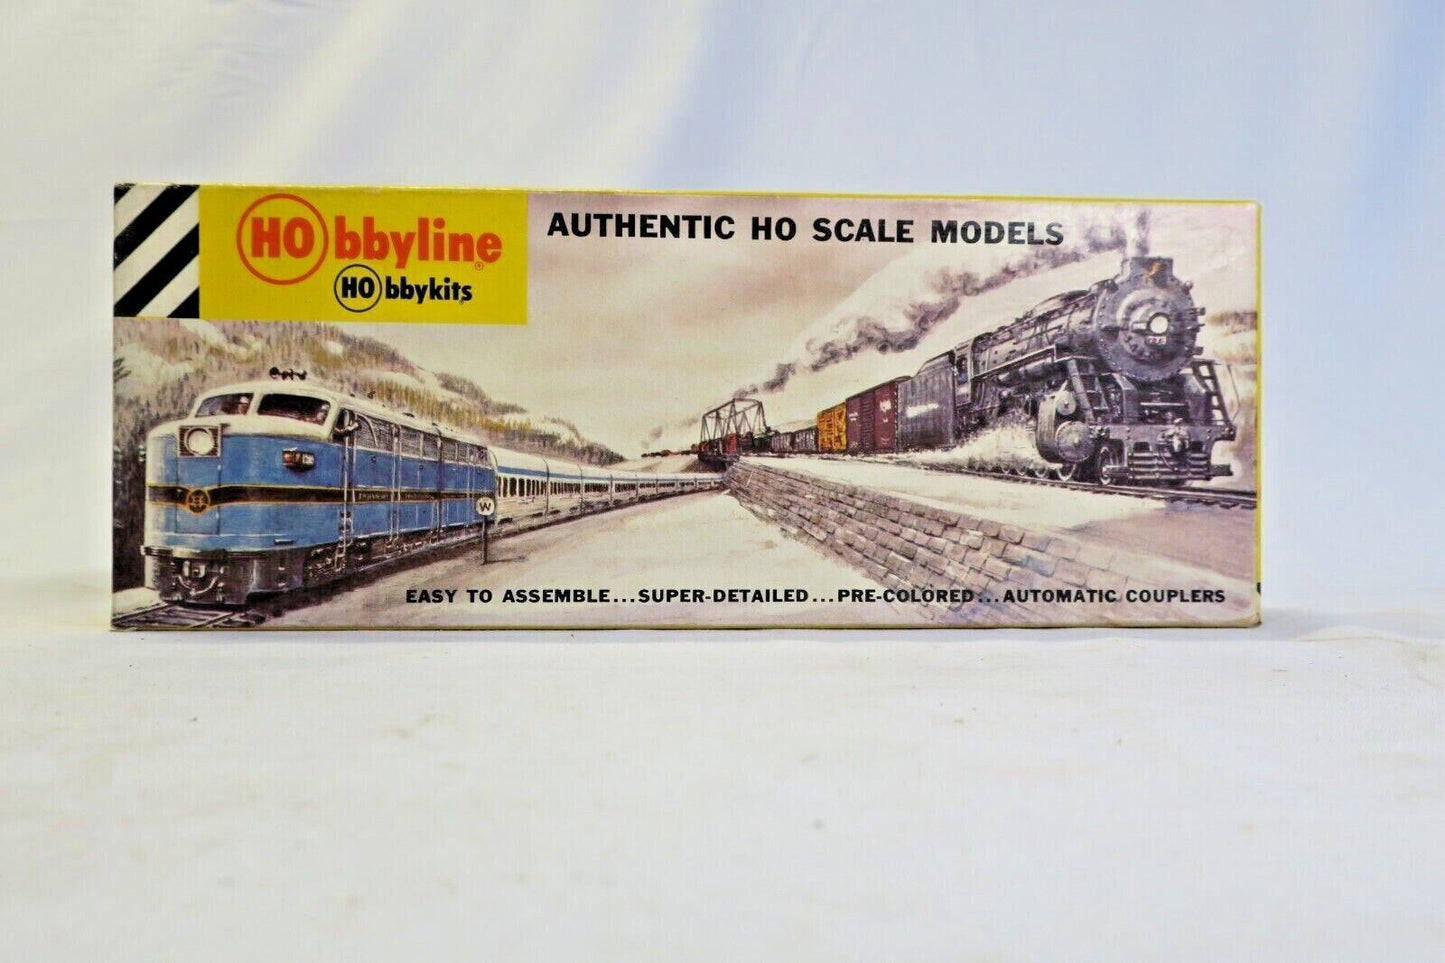 HObbyline®
HObbykits
AUTHENTIC HO SCALE MODELS
W
EASY TO ASSEMBLE...SUPER-DETAILED...PRE-COLORED...AUTOMATIC COUPLERS